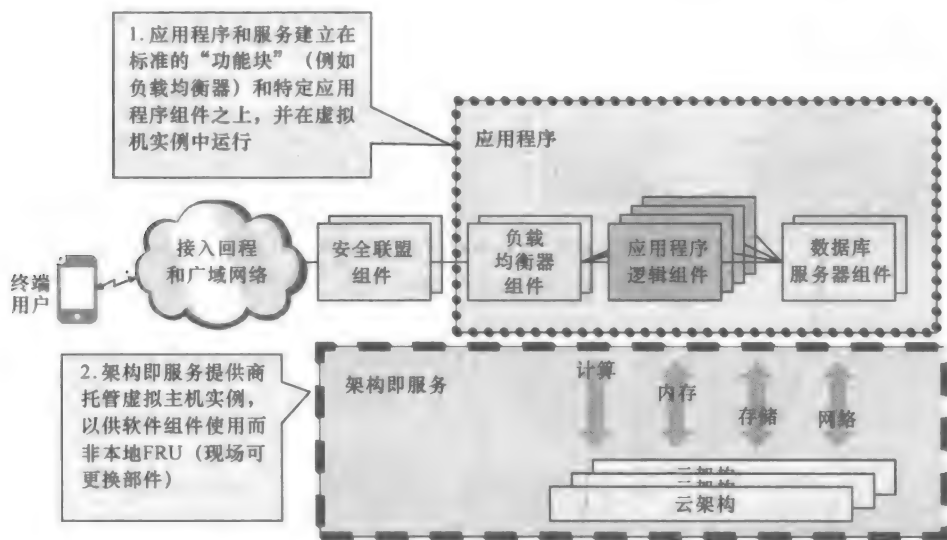 1.应用程序和服务建立在
标准的“功能块”（例如
负载均衡器）和特定应用
程序组件之上，并在虚拟
机实例中运行
应用程序
接入回程
和广域网络
安全联盟
组件
负载
均衡器
组件
应用程序
逻辑组件
数据库
服务器组件
终端
用户
2.架构即服务提供商
托管虚拟主机实例，
以供软件组件使用而
非本地FRU（现场可
更换部件）
架构即服务
计算
内存
存储
网络
云架构
云架构
云架构